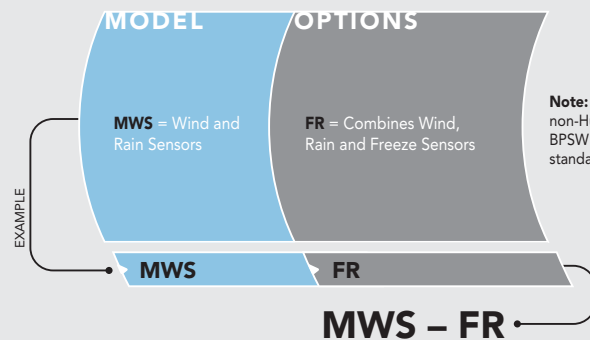 MODEL OPTIONS
MWS = Wind and
Rain Sensors
FR = Combines Wind,
Rain and Freeze Sensors
Note:
BPSW
EXAMPLE
MWS FR
MWS – FR